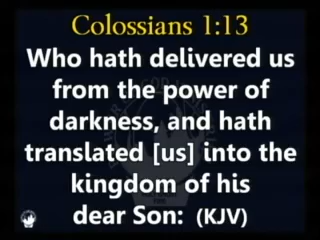 Colossians 1:13
Who hath delivered us
from the power of
darkness, and hath
translated [us] into the
kingdom of his
dear Son: (KJV)